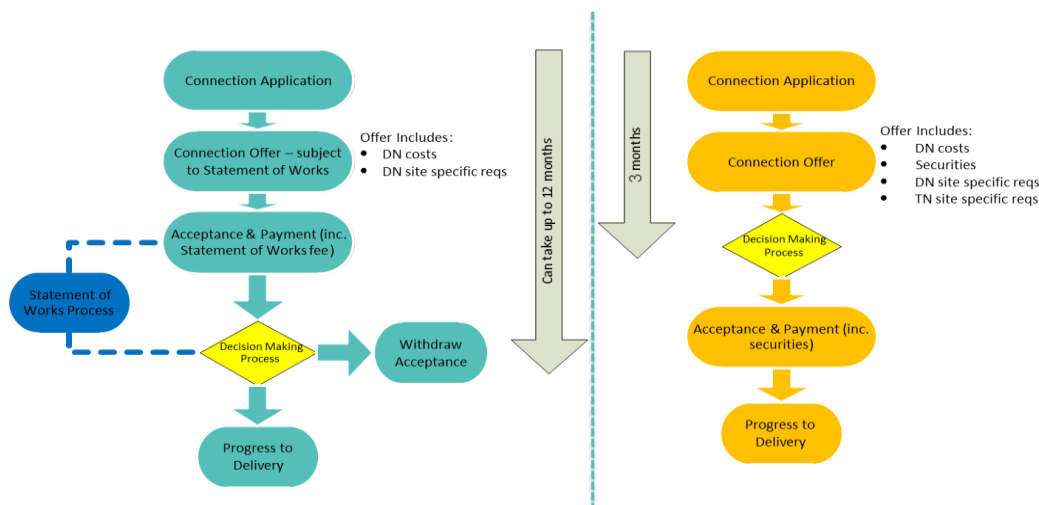 Connection Application
Connection Offer – subject
to Statement of Works
Offer Includes:
• DN costs
• DN site specific reqs
Acceptance & Payment (inc.
Statement of Works fee)
Statement of
Works Process
Decision Making
Process
Withdraw
Acceptance
Progress to
Delivery
Can take up to 12 months
3 months
Connection Application
Connection Offer
Offer Includes:
• DN costs
• Securities
• DN site specific reqs
• TN site specific reqs
Decision Making
Process
Acceptance & Payment (inc.
securities)
Progress to
Delivery